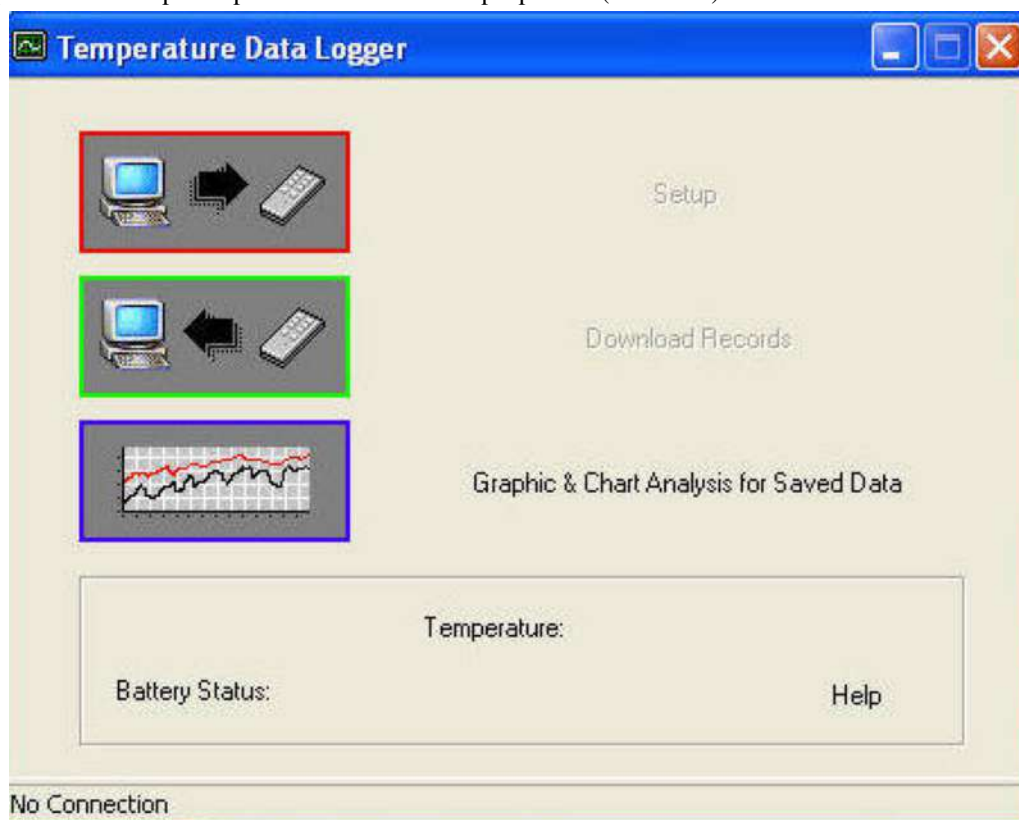 Temperature Data Logger
Setup
Download Records
Graphic & Chart Analysis for Saved Data
Temperature:
Battery Status:
Help
No Connection